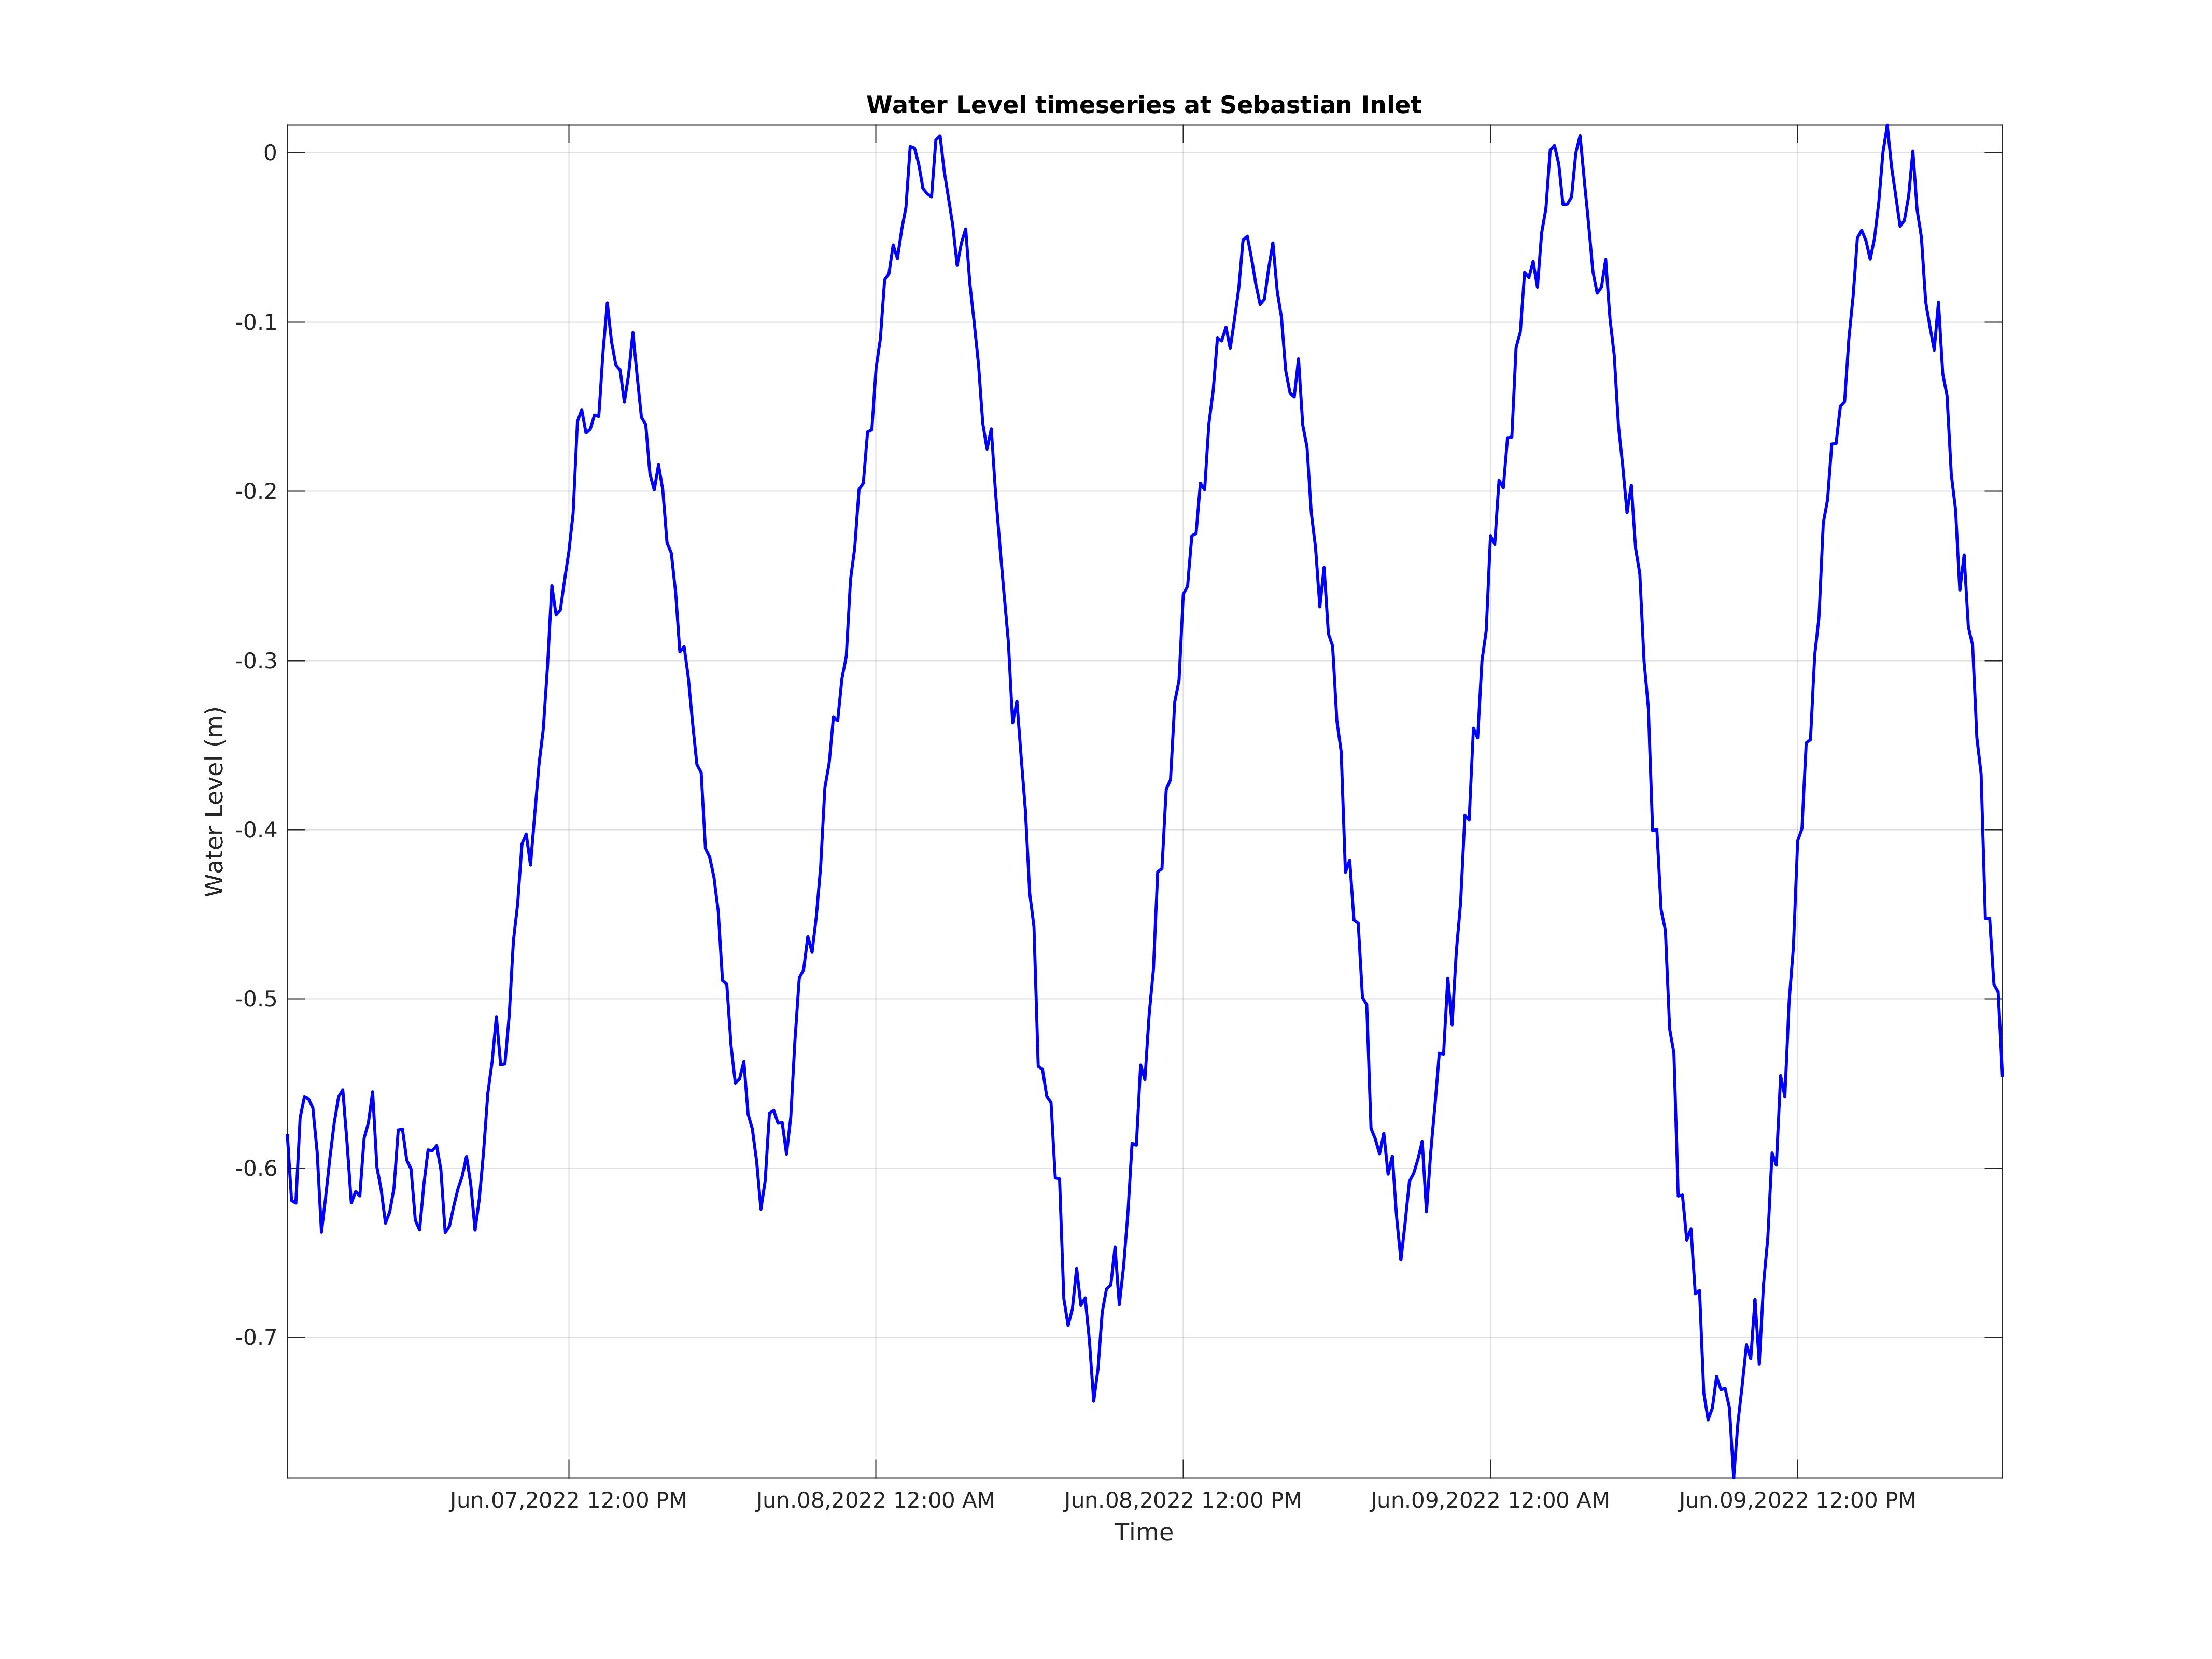 Water Level timeseries at Sebastian Inlet
0
-0.1
-0.2
-0.3
-0.4
-0.5
-0.6
-0.7
Water Level (m)
Jun.07,2022 12:00 PM
Jun.08,2022 12:00 AM
Jun.08,2022 12:00 PM
Jun.09,2022 12:00 AM
Jun.09,2022 12:00 PM
Time